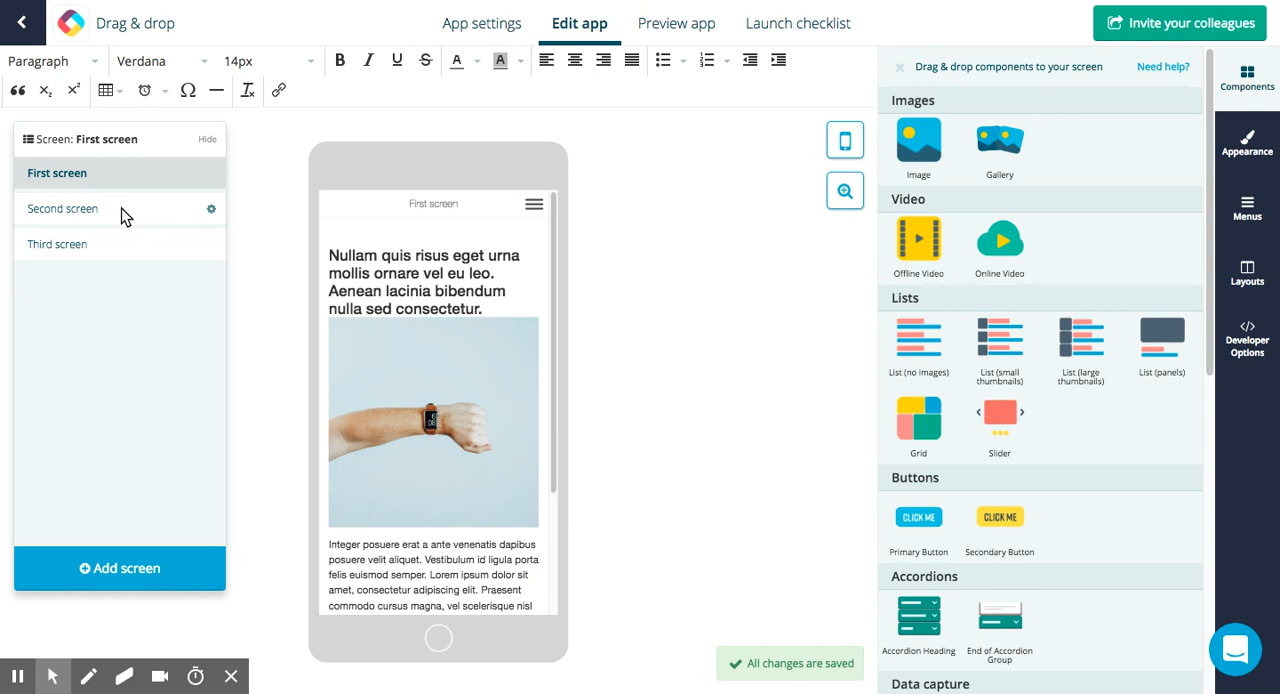 Drag & drop
App settings
Edit app
Preview app
Launch checklist
Invite your colleagues
Paragraph
Verdana
14px
B I U S A A
X₂ X²
Ω
Drag & drop components to your screen
Need help?
Components
Appearance
Menus
Layouts
</>
Developer
Options
Screen: First screen
Hide
First screen
Second screen
Third screen
Add screen
First screen
Nullam quis risus eget urna
mollis ornare vel eu leo.
Aenean lacinia bibendum
nulla sed consectetur.
Integer posuere erat a ante venenatis dapibus
posuere velit aliquet. Vestibulum id ligula porta
felis euismod semper. Lorem ipsum dolor sit
amet, consectetur adipiscing elit. Praesent
commodo cursus magna, vel scelerisque nisl
All changes are saved
Images
Image
Gallery
Video
Offline Video
Online Video
Lists
List (no images)
List (small
thumbnails)
List (large
thumbnails)
List (panels)
Grid
Slider
Buttons
CLICK ME
CLICK ME
Primary Button
Secondary Button
Accordions
Accordion Heading
End of Accordion
Group
Data capture